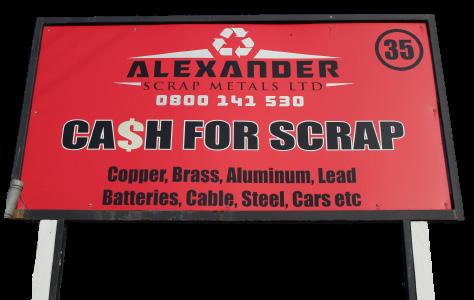 35
ALEXANDER
SCRAP METALS LTD
0800 141 530
CA$H FOR SCRAP
Copper, Brass, Aluminum, Lead
Batteries, Cable, Steel, Cars etc